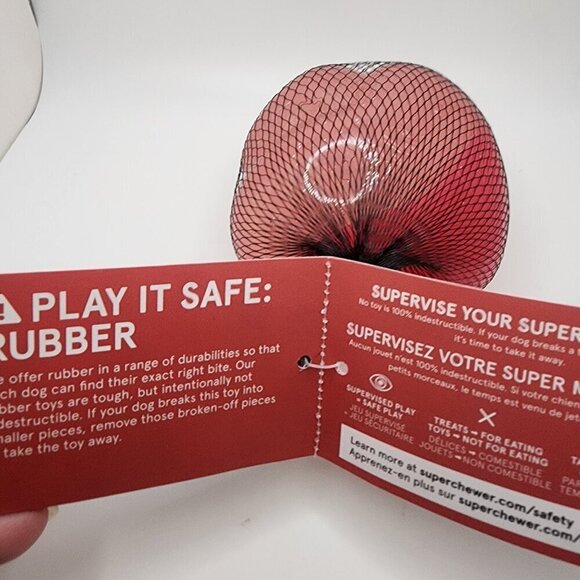 PLAY IT SAFE:
RUBBER
offer rubber in a range of durabilities so that
dog can find their exact right bite. Our
toys are tough, but intentionally not
If your dog breaks this toy into
pieces, remove those broken-off pieces
take the toy away.
SUPERVISE YOUR SUPER
No toy is 100% indestructible. If your dog breaks a
it's time to take it away.
SUPERVISEZ VOTRE SUPER
Aucun jouet n'est 100% indestructible. Si votre chien
petits morceaux, le temps est venu de
SUPERVISED PLAY
= SAFE PLAY
JEU SUPERVISÉ
= JEU SÉCURITAIRE
TREATS → FOR EATING
TOYS → NOT FOR EATING
DÉLICES → COMESTIBLE
JOUETS → NON COMESTIBLE
Learn more at superchewer.com/safety
Apprenez-en plus sur superchewer.com/